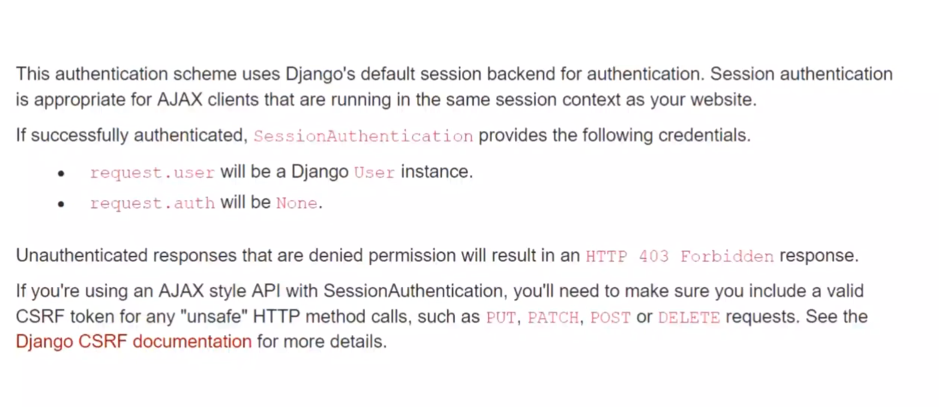 This authentication scheme uses Django's default session backend for authentication. Session authentication
is appropriate for AJAX clients that are running in the same session context as your website.
If successfully authenticated, SessionAuthentication provides the following credentials.
• request.user will be a Django User instance.
• request.auth will be None.
Unauthenticated responses that are denied permission will result in an HTTP 403 Forbidden response.
If you're using an AJAX style API with SessionAuthentication, you'll need to make sure you include a valid
CSRF token for any "unsafe" HTTP method calls, such as PUT, PATCH, POST or DELETE requests. See the
Django CSRF documentation for more details.